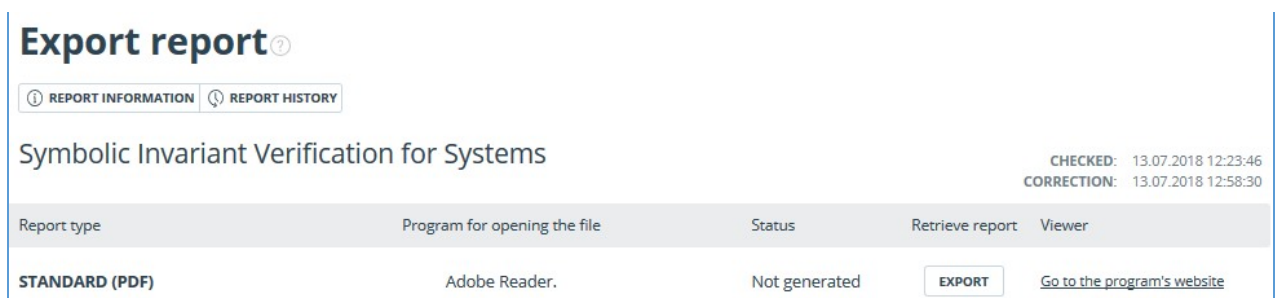 Export report ?
REPORT INFORMATION REPORT HISTORY
Symbolic Invariant Verification for Systems
CHECKED: 13.07.2018 12:23:46
CORRECTION: 13.07.2018 12:58:30
Report type Program for opening the file Status Retrieve report Viewer
STANDARD (PDF) Adobe Reader. Not generated EXPORT Go to the program's website